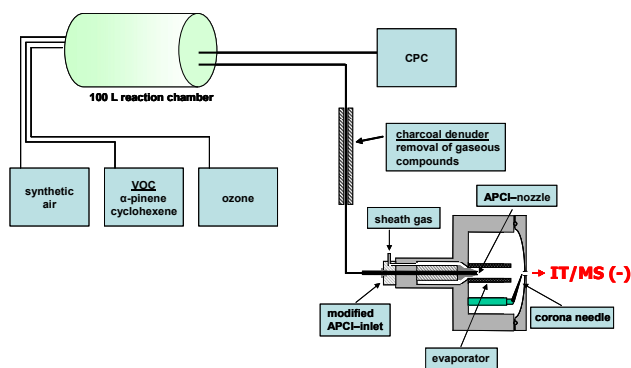 CPC
100 L reaction chamber
charcoal denuder
removal of gaseous
compounds
synthetic
air
VOC
α-pinene
cyclohexene
ozone
APCI–nozzle
sheath gas
IT/MS (-)
modified
APCI–inlet
corona needle
evaporator